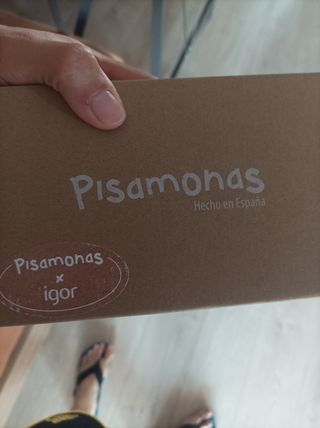 Pisamonas
Hecho en España
Pisamonas
x
igor